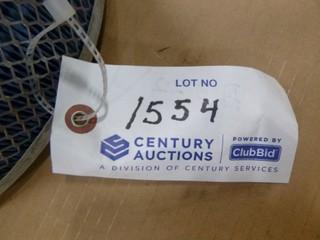 LOT NO
1554
CENTURY
AUCTIONS
POWERED BY
ClubBid
A DIVISION OF CENTURY SERVICES